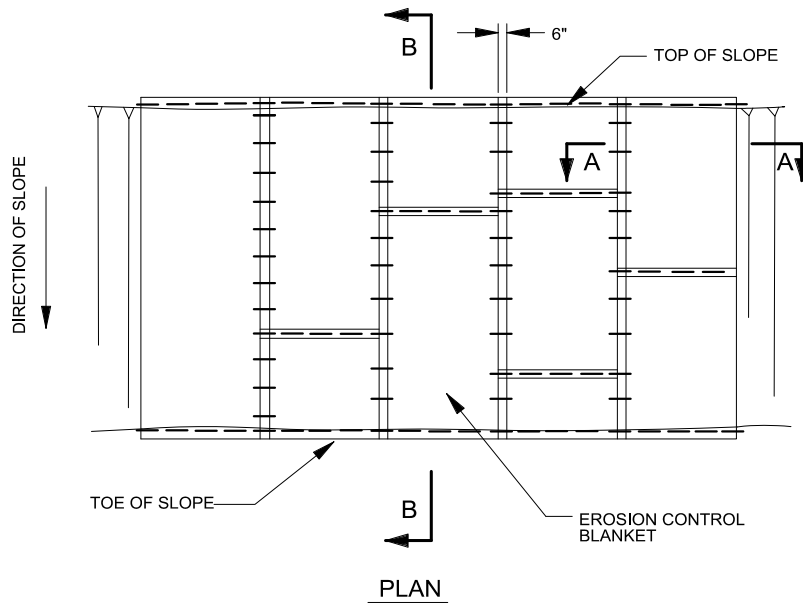 B
6"
TOP OF SLOPE
A
A
DIRECTION OF SLOPE
TOE OF SLOPE
B
EROSION CONTROL
BLANKET
PLAN